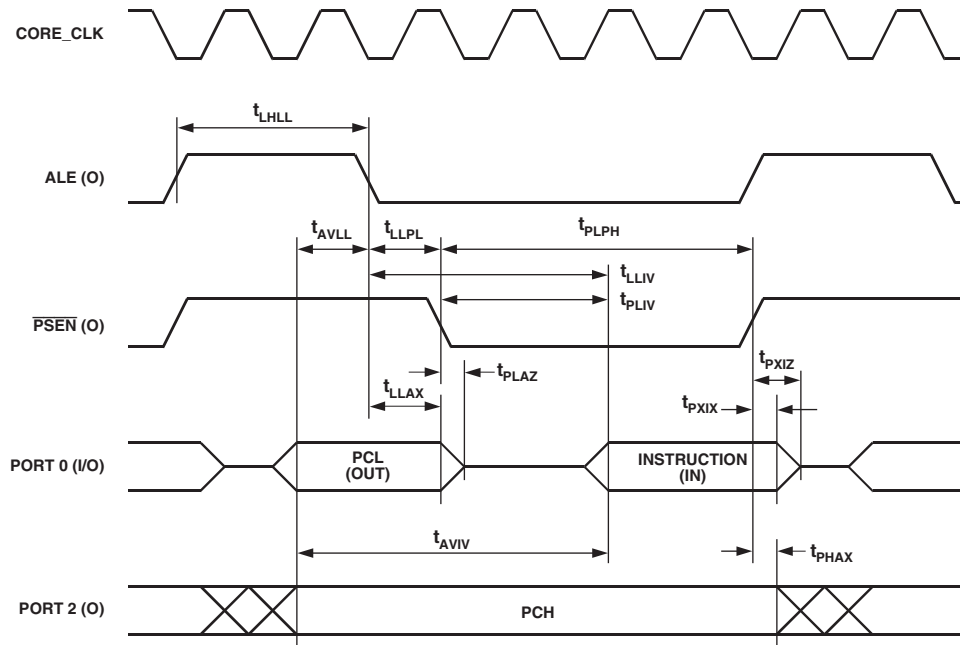 CORE_CLK
t_LHLL
ALE (O)
t_AVLL t_LLPL t_PLPH
t_LLIV
t_PLIV
PSEN (O)
t_PLAZ t_PXIZ
t_LLAX
t_PXIX
PORT 0 (I/O)
PCL
(OUT)
INSTRUCTION
(IN)
t_AVIV
t_PHAX
PORT 2 (O)
PCH